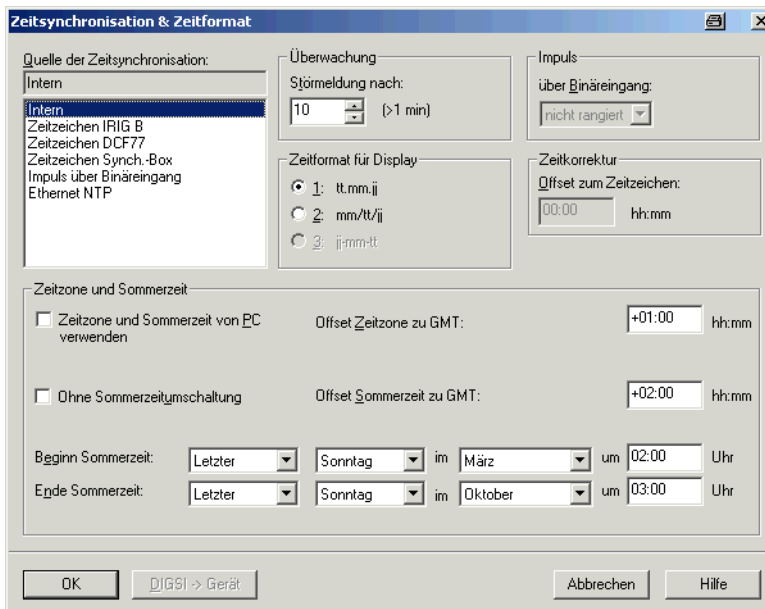 Zeitsynchronisation & Zeitformat
Quelle der Zeitsynchronisation:
Intern
Intern
Zeitzeichen IRIG B
Zeitzeichen DCF77
Zeitzeichen Synch.-Box
Impuls über Binäreingang
Ethernet NTP
Überwachung
Störmeldung nach:
10 (>1 min)
Impuls
über Binäreingang:
nicht rangiert
Zeitformat für Display
1: tt.mm.jj
2: mm/tt/jj
3: jj-mm-tt
Zeitkorrektur
Offset zum Zeitzeichen:
00:00 hh:mm
Zeitzone und Sommerzeit
Zeitzone und Sommerzeit von PC
verwenden
Offset Zeitzone zu GMT: +01:00 hh:mm
Ohne Sommerzeitumschaltung Offset Sommerzeit zu GMT: +02:00 hh:mm
Beginn Sommerzeit: Letzter Sonntag im März um 02:00 Uhr
Ende Sommerzeit: Letzter Sonntag im Oktober um 03:00 Uhr
OK DIGSI -> Gerät Abbrechen Hilfe